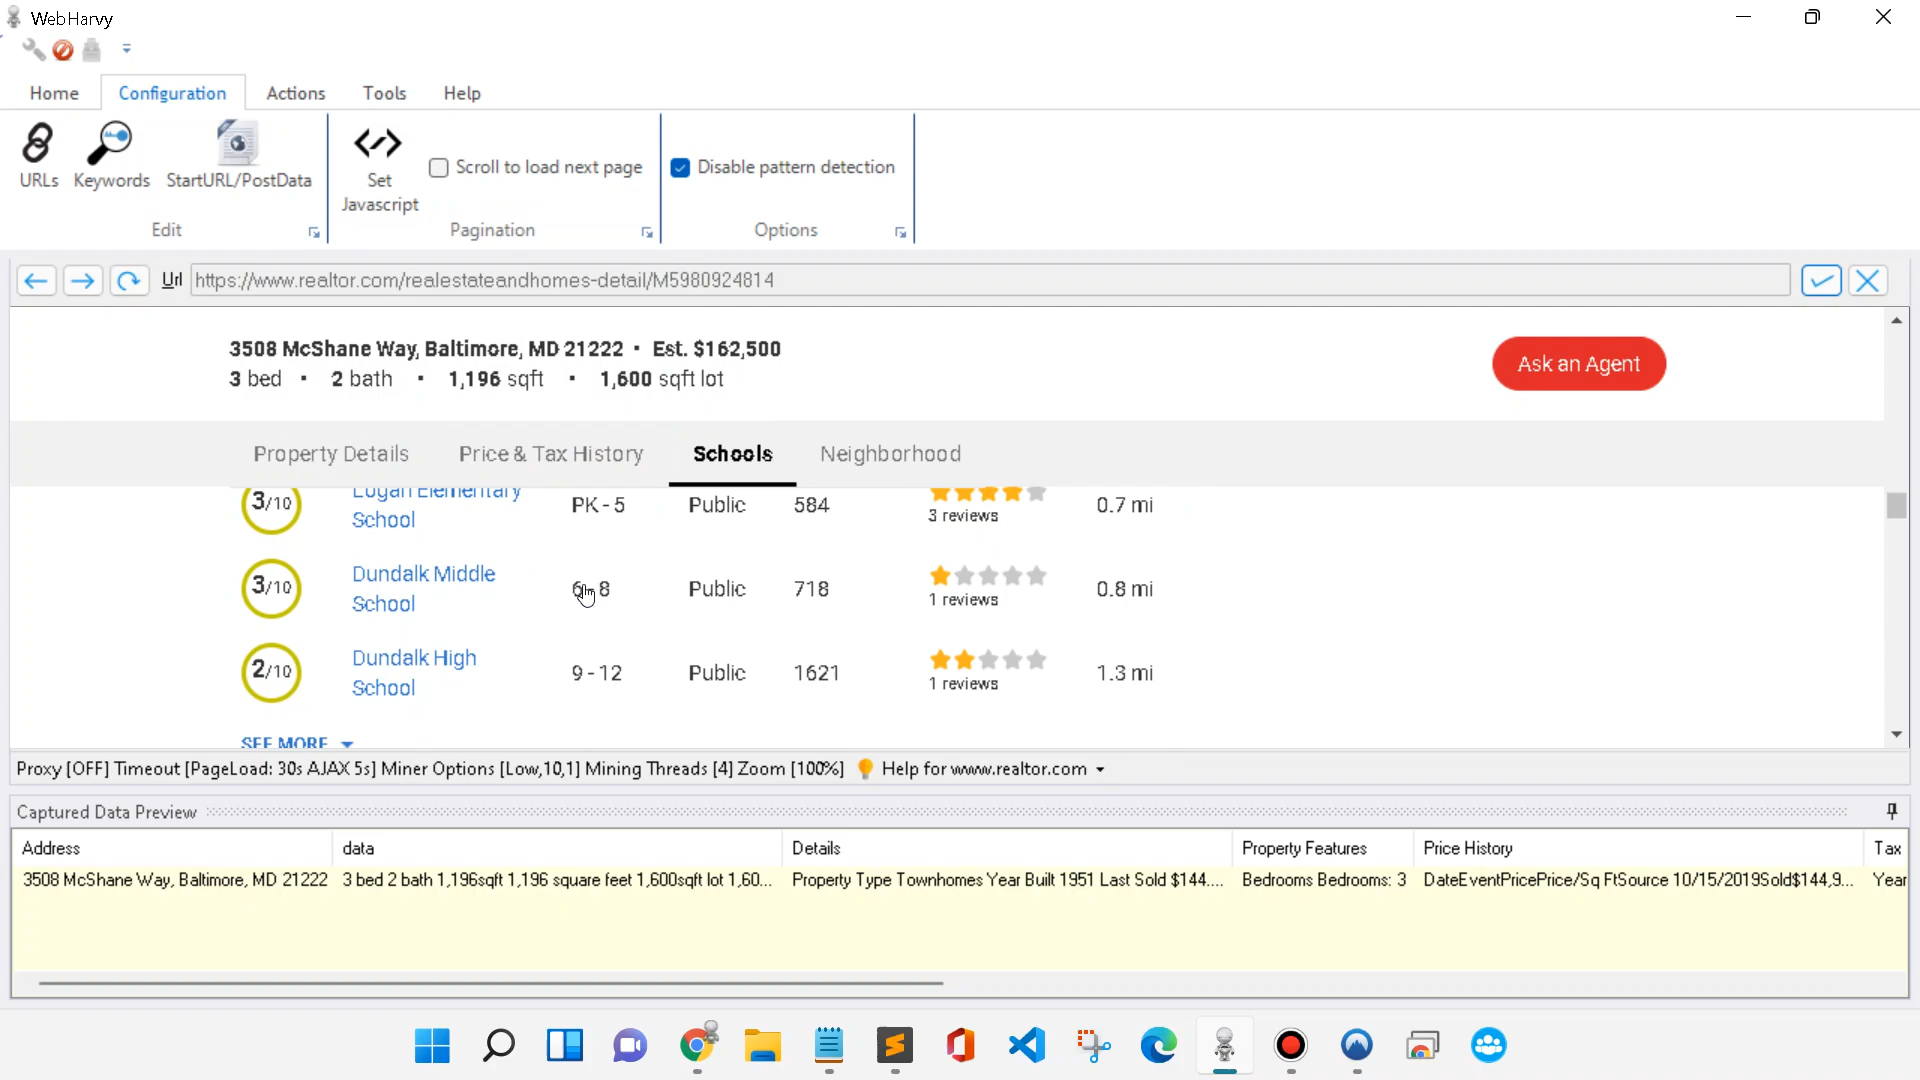 WebHarvy
Home Configuration Actions Tools Help
URLs Keywords StartURL/PostData Set Javascript Scroll to load next page Disable pattern detection
Edit Pagination Options
Url https://www.realtor.com/realestateandhomes-detail/M5980924814
3508 McShane Way, Baltimore, MD 21222 • Est. $162,500
3 bed • 2 bath • 1,196 sqft • 1,600 sqft lot
Ask an Agent
Property Details Price & Tax History Schools Neighborhood
3/10 Logan Elementary School PK - 5 Public 584 3 reviews 0.7 mi
3/10 Dundalk Middle School 6 - 8 Public 718 1 reviews 0.8 mi
2/10 Dundalk High School 9 - 12 Public 1621 1 reviews 1.3 mi
SEE MORE
Proxy [OFF] Timeout [PageLoad: 30s AJAX 5s] Miner Options [Low,10,1] Mining Threads [4] Zoom [100%] Help for www.realtor.com
Captured Data Preview
Address data Details Property Features Price History Tax
3508 McShane Way, Baltimore, MD 21222 3 bed 2 bath 1,196sqft 1,196 square feet 1,600sqft lot 1,60... Property Type Townhomes Year Built 1951 Last Sold $144.... Bedrooms Bedrooms: 3 DateEventPricePrice/Sq FtSource 10/15/2019Sold$144,9... Year